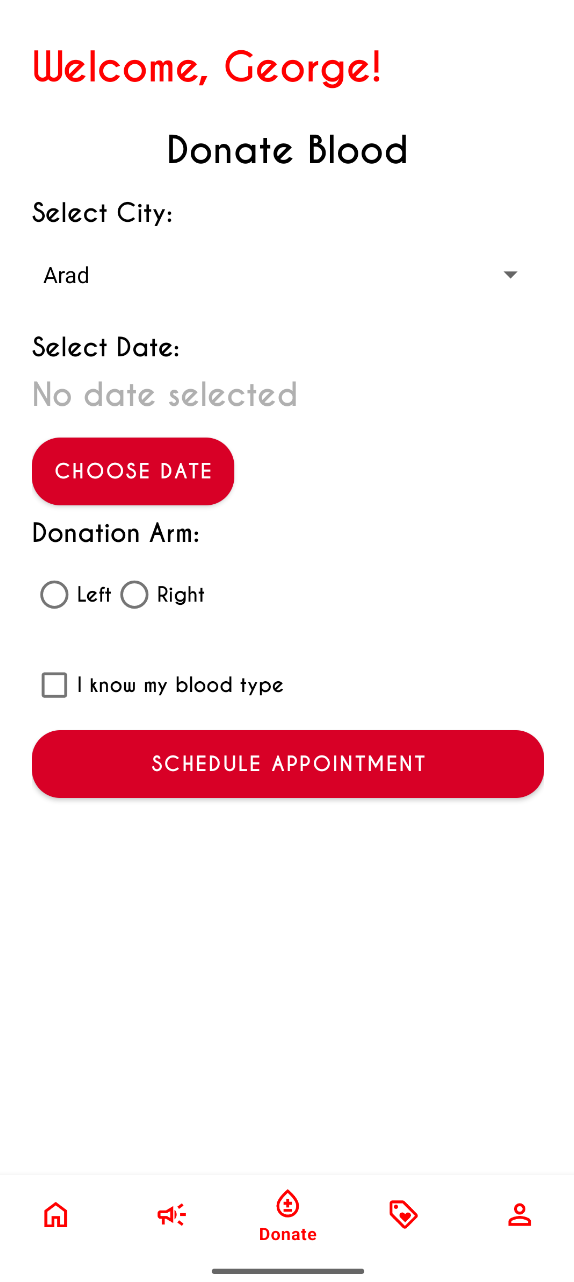 Welcome, George!
Donate Blood
Select City:
Arad
Select Date:
No date selected
CHOOSE DATE
Donation Arm:
Left Right
I know my blood type
SCHEDULE APPOINTMENT
Donate